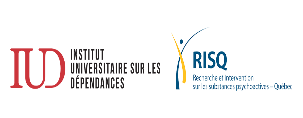 IUD
INSTITUT
UNIVERSITAIRE SUR LES
DÉPENDANCES
RISQ
Recherche et intervention
sur les substances psychoactives - Québec